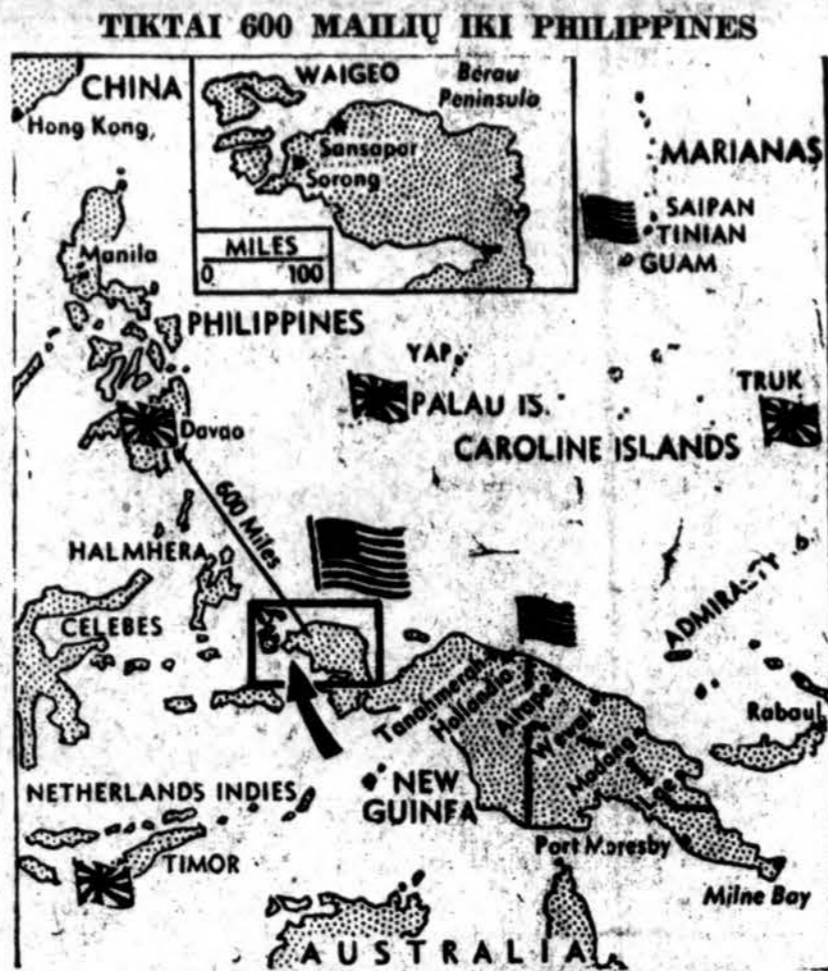 TIKTAI 600 MAILIŲ IKI PHILIPPINES
CHINA
Hong Kong
WAIGEO
Berau
Peninsula
Sansapor
Sorong
MILES
0 100
MARIANAS
SAIPAN
TINIAN
GUAM
Manila
PHILIPPINES
YAP
PALAU IS.
TRUK
CAROLINE ISLANDS
Davao
600 Miles
HALMHERA
CELEBES
ADMIRALTY
Tanahmerah
Hollandia
Aitape
Wewak
Madang
Lae
Rabaul
NETHERLANDS INDIES
NEW
GUINEA
TIMOR
Port Moresby
Milne Bay
AUSTRALIA